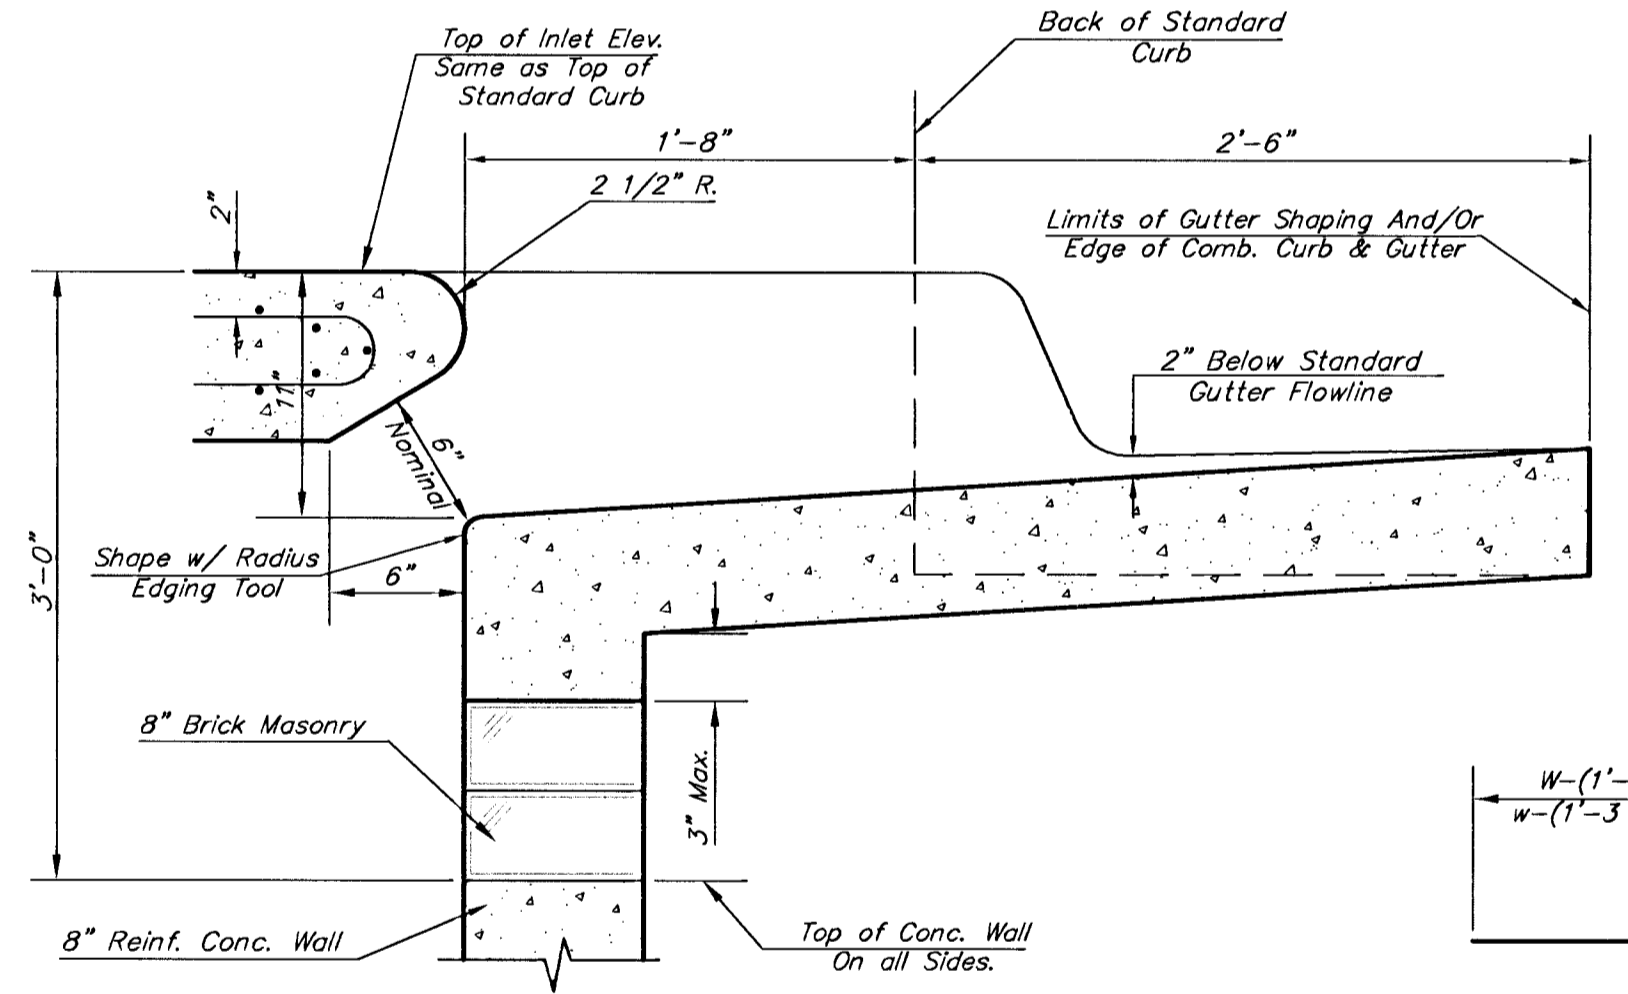 Top of Inlet Elev.
Same as Top of
Standard Curb
Back of Standard
Curb
1'-8"
2'-6"
2 1/2" R.
2"
Limits of Gutter Shaping And/Or
Edge of Comb. Curb & Gutter
2" Below Standard
Gutter Flowline
11"
6"
Nominal
3'-0"
Shape w/ Radius
Edging Tool
6"
8" Brick Masonry
3" Max.
W-(1'-
w-(1'-3
8" Reinf. Conc. Wall
Top of Conc. Wall
On all Sides.